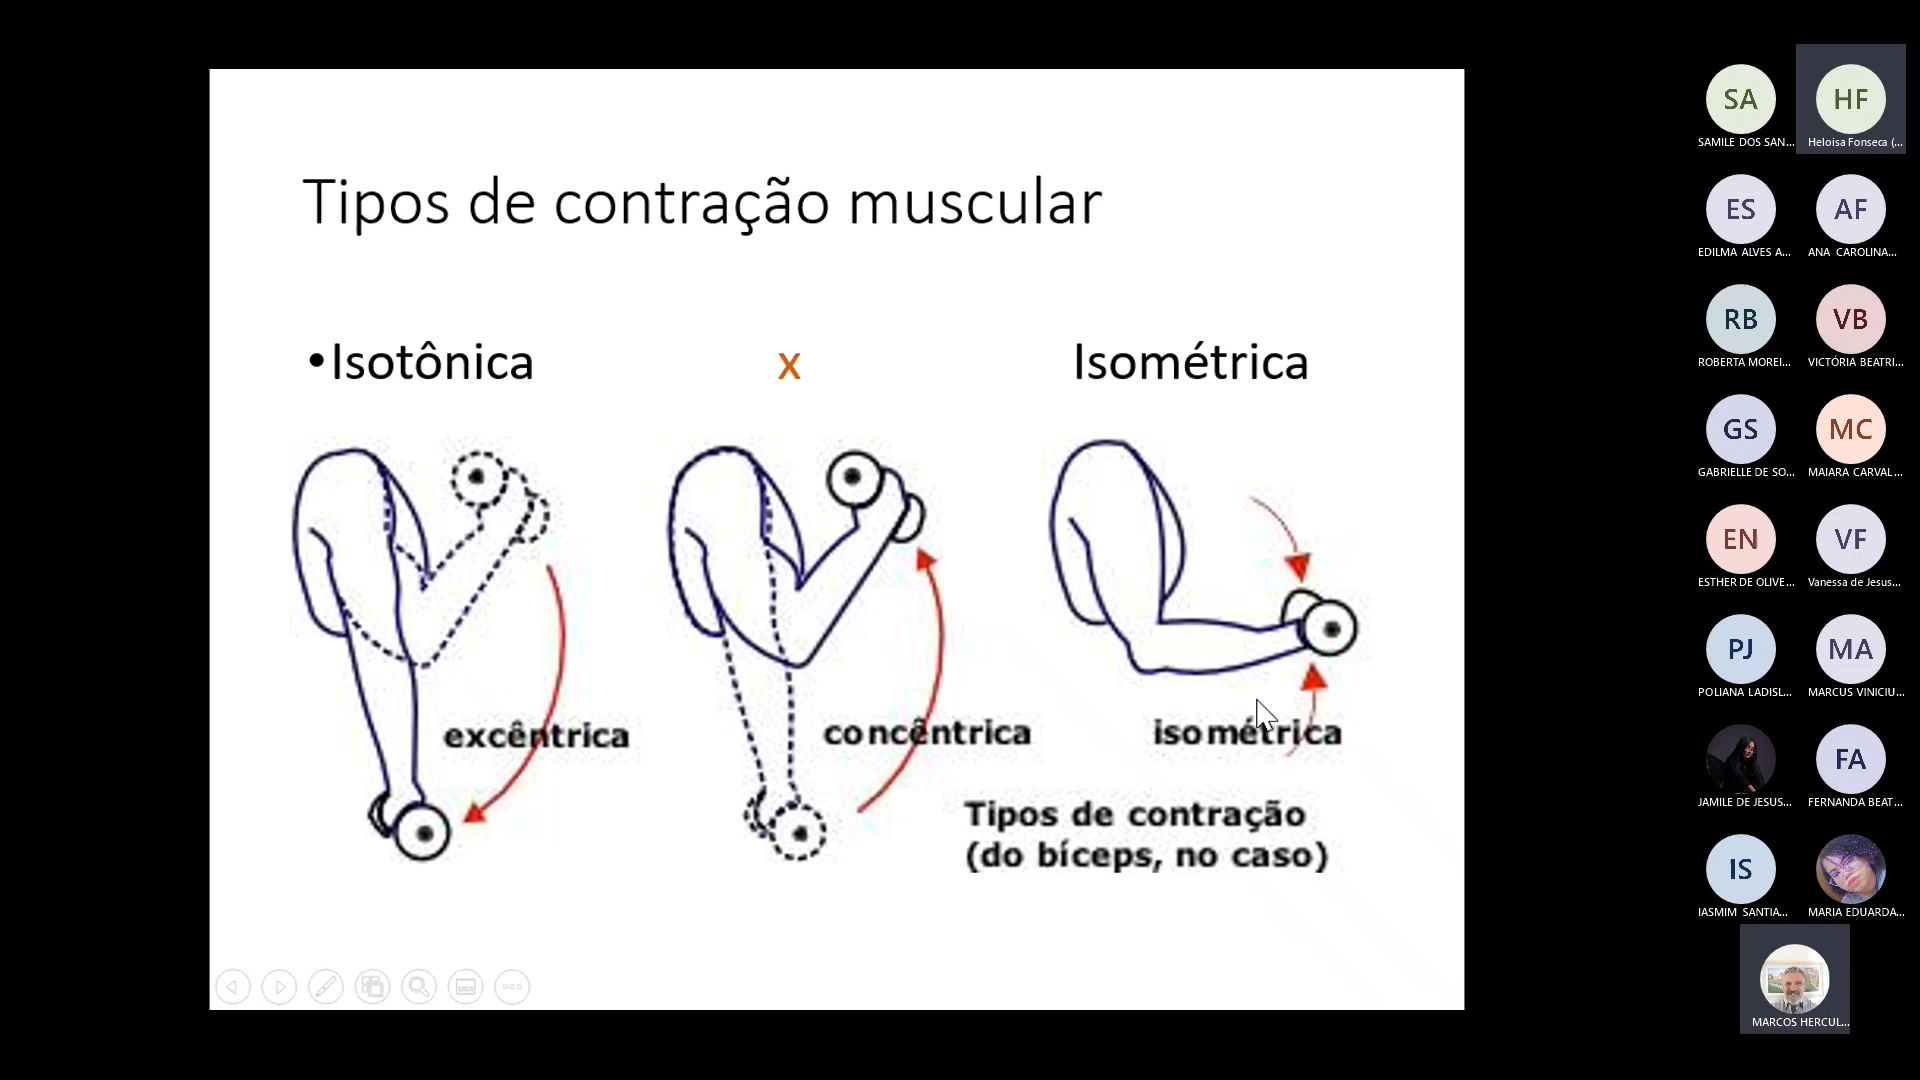 Tipos de contração muscular
•Isotônica x Isométrica
excêntrica
concêntrica
isométrica
Tipos de contração
(do bíceps, no caso)
SA
SAMILE DOS SAN...
HF
Heloisa Fonseca (...
ES
EDILMA ALVES A...
AF
ANA CAROLINA...
RB
ROBERTA MOREI...
VB
VICTÓRIA BEATRI...
GS
GABRIELLE DE SO...
MC
MAIARA CARVAL...
EN
ESTHER DE OLIVE...
VF
Vanessa de Jesus...
PJ
POLIANA LADISL...
MA
MARCUS VINICIU...
JAMILE DE JESUS...
FA
FERNANDA BEAT...
IS
IASMIM SANTIA...
MARIA EDUARDA...
MARCOS HERCUL...